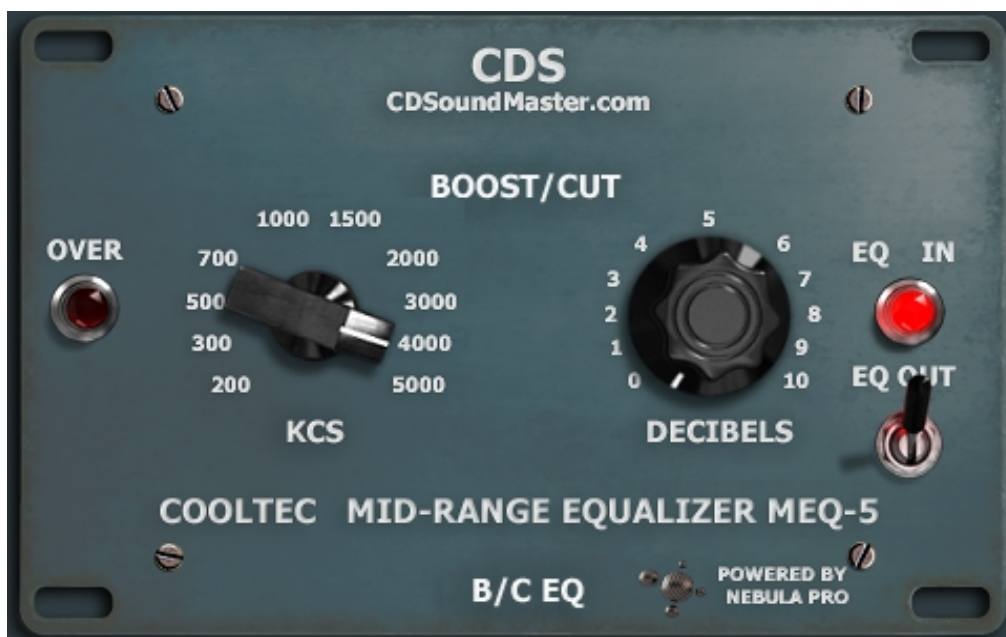 CDS
CDSoundMaster.com
BOOST/CUT
OVER
1000 1500
700 2000
500 3000
300 4000
200 5000
KCS
5
4 6
3 7
2 8
1 9
0 10
DECIBELS
EQ IN
EQ OUT
COOLTEC MID-RANGE EQUALIZER MEQ-5
B/C EQ
POWERED BY
NEBULA PRO